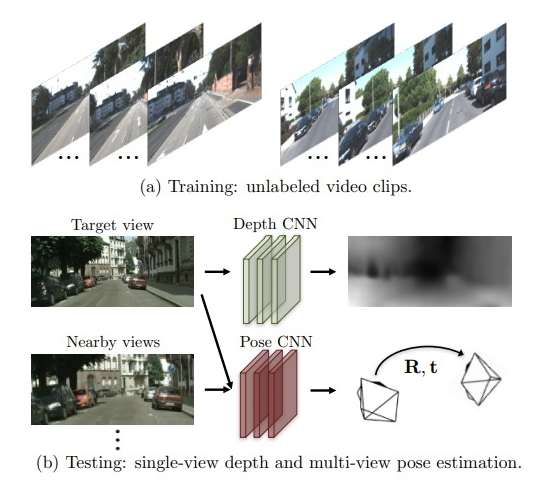 (a) Training: unlabeled video clips.
Target view
Depth CNN
Nearby views
Pose CNN
R, t
(b) Testing: single-view depth and multi-view pose estimation.